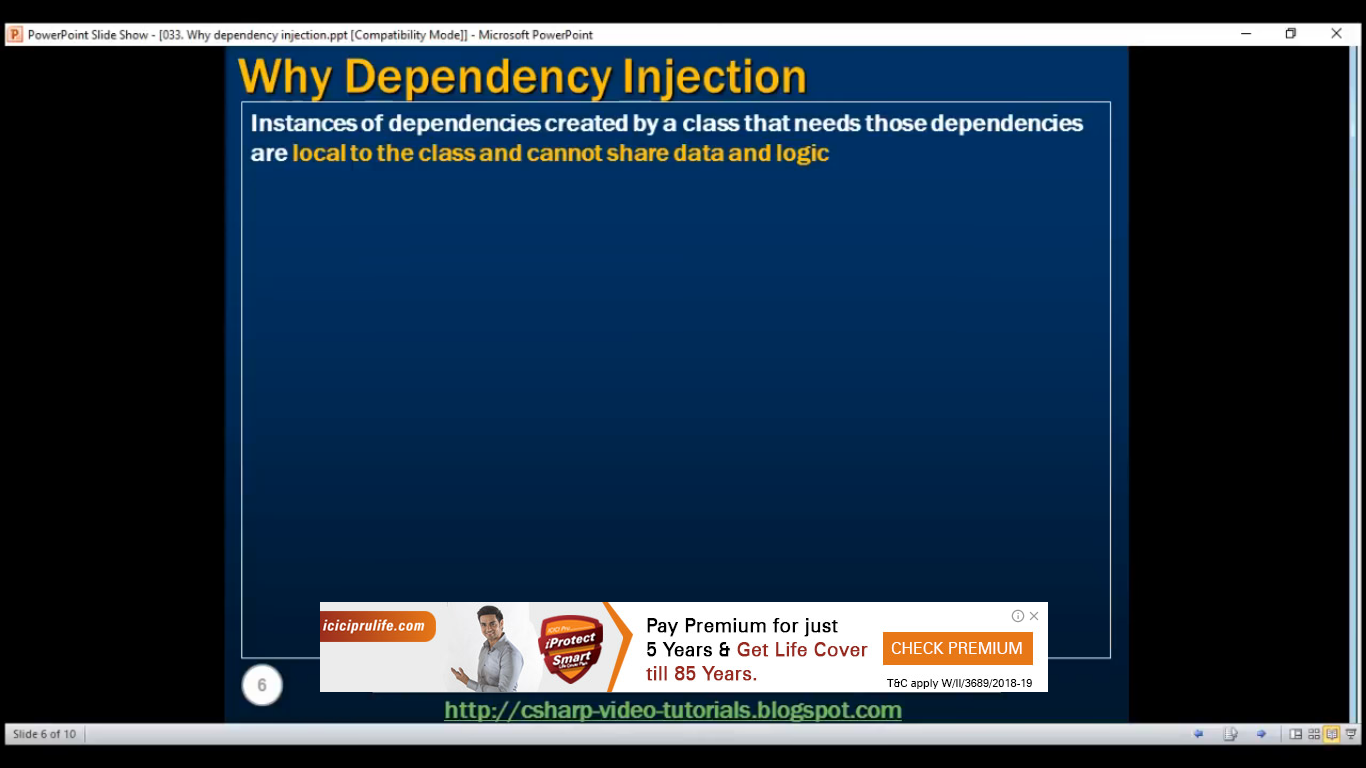 PowerPoint Slide Show - [033. Why dependency injection.ppt [Compatibility Mode]] - Microsoft PowerPoint
Why Dependency Injection
Instances of dependencies created by a class that needs those dependencies
are local to the class and cannot share data and logic
iciciprulife.com
ICICI Pru
iProtect
Smart
Pay Premium for just
5 Years & Get Life Cover
till 85 Years.
CHECK PREMIUM
T&C apply W/II/3689/2018-19
6
http://csharp-video-tutorials.blogspot.com
Slide 6 of 10